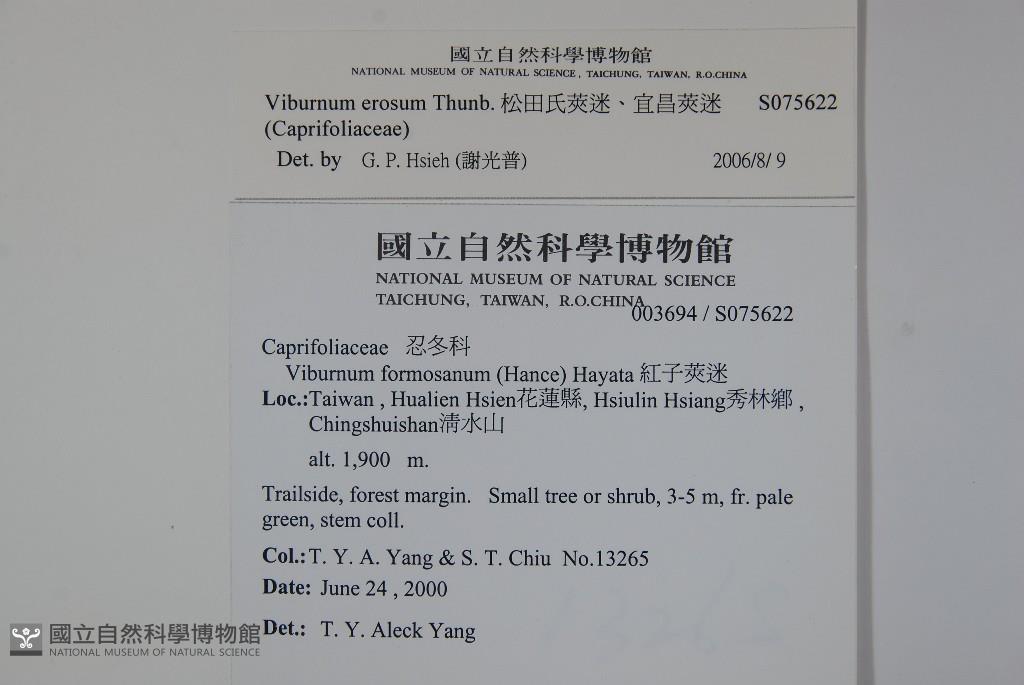 國立自然科學博物館
NATIONAL MUSEUM OF NATURAL SCIENCE, TAICHUNG, TAIWAN, R.O.CHINA
Viburnum erosum Thunb. 松田氏莢迷、宜昌莢迷 S075622
(Caprifoliaceae)
Det. by G. P. Hsieh (謝光普) 2006/8/ 9
國立自然科學博物館
NATIONAL MUSEUM OF NATURAL SCIENCE
TAICHUNG, TAIWAN, R.O.CHINA
003694 / S075622
Caprifoliaceae 忍冬科
Viburnum formosanum (Hance) Hayata 紅子莢迷
Loc.:Taiwan , Hualien Hsien花蓮縣, Hsiulin Hsiang秀林鄉 ,
Chingshuishan清水山
alt. 1,900 m.
Trailside, forest margin. Small tree or shrub, 3-5 m, fr. pale
green, stem coll.
Col.: T. Y. A. Yang & S. T. Chiu No.13265
Date: June 24 , 2000
Det.: T. Y. Aleck Yang
國立自然科學博物館
NATIONAL MUSEUM OF NATURAL SCIENCE